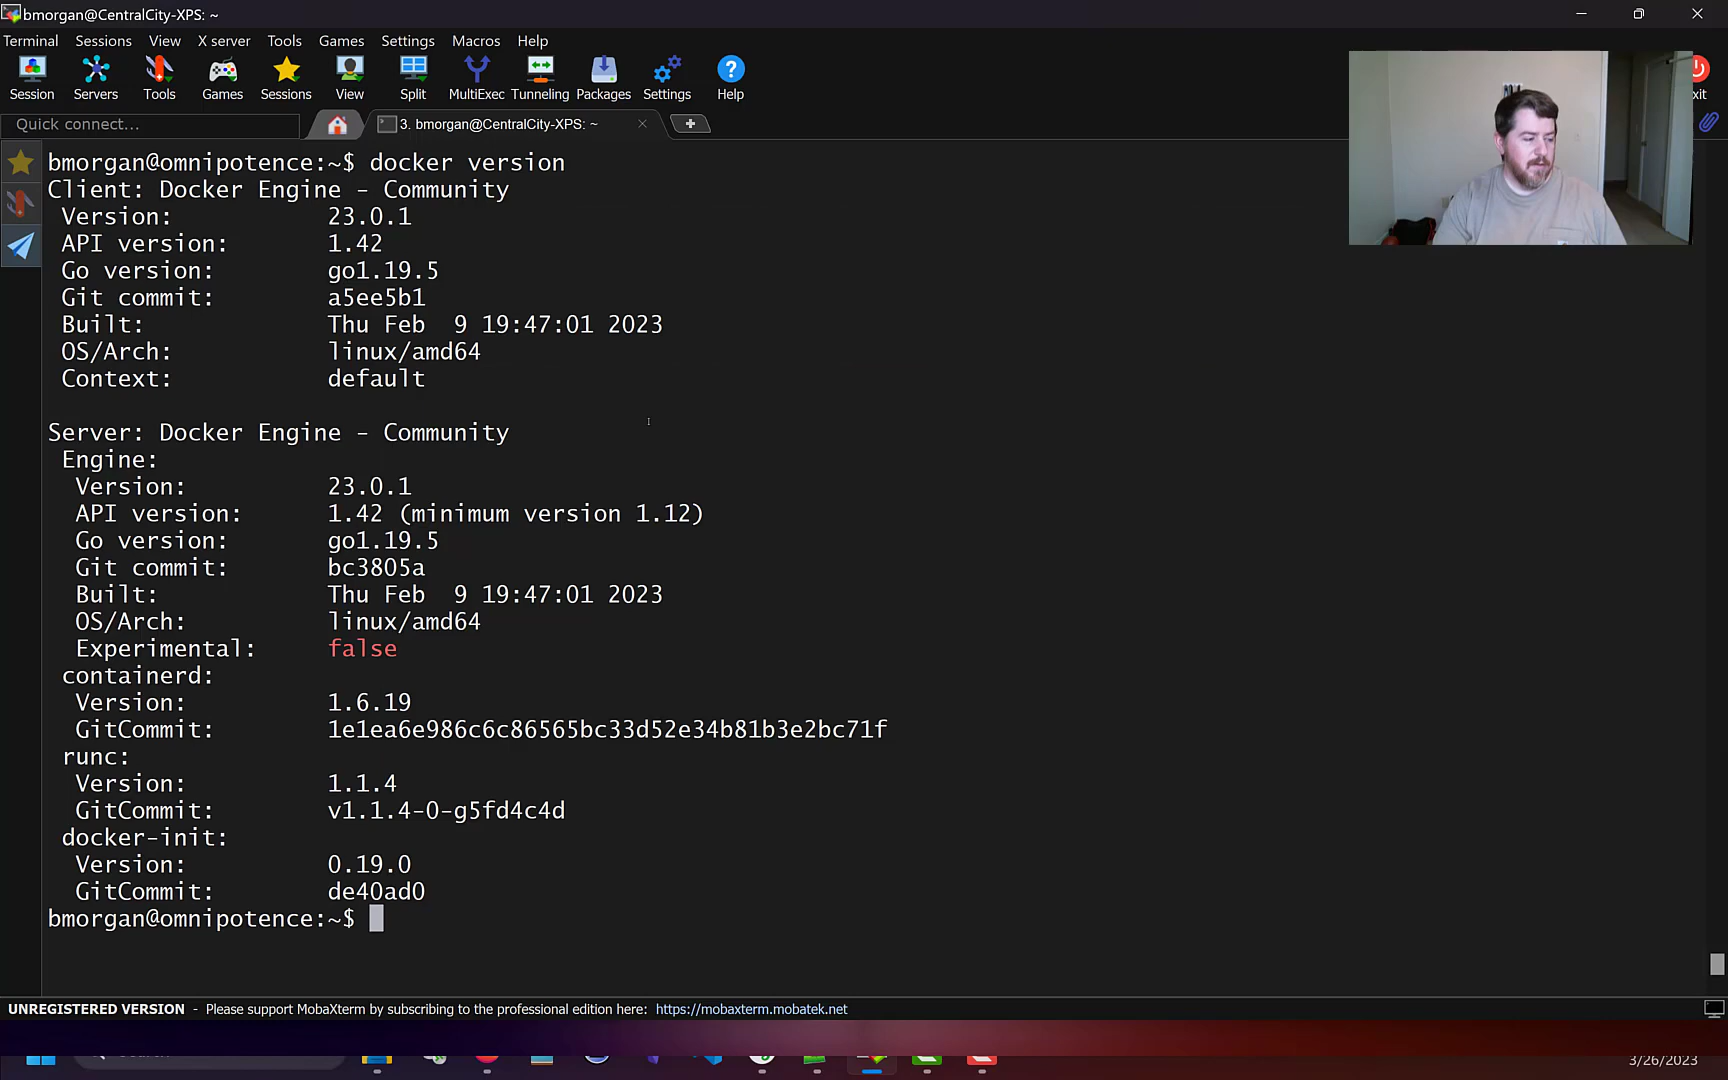 bmorgan@CentralCity-XPS: ~
Terminal Sessions View X server Tools Games Settings Macros Help
Session Servers Tools Games Sessions View Split MultiExec Tunneling Packages Settings Help xit
Quick connect... 3. bmorgan@CentralCity-XPS: ~
bmorgan@omnipotence:~$ docker version
Client: Docker Engine - Community
Version: 23.0.1
API version: 1.42
Go version: go1.19.5
Git commit: a5ee5b1
Built: Thu Feb 9 19:47:01 2023
OS/Arch: linux/amd64
Context: default
Server: Docker Engine - Community
Engine:
Version: 23.0.1
API version: 1.42 (minimum version 1.12)
Go version: go1.19.5
Git commit: bc3805a
Built: Thu Feb 9 19:47:01 2023
OS/Arch: linux/amd64
Experimental: false
containerd:
Version: 1.6.19
GitCommit: 1e1ea6e986c6c86565bc33d52e34b81b3e2bc71f
runc:
Version: 1.1.4
GitCommit: v1.1.4-0-g5fd4c4d
docker-init:
Version: 0.19.0
GitCommit: de40ad0
bmorgan@omnipotence:~$
UNREGISTERED VERSION - Please support MobaXterm by subscribing to the professional edition here: https://mobaxterm.mobatek.net
3/26/2023